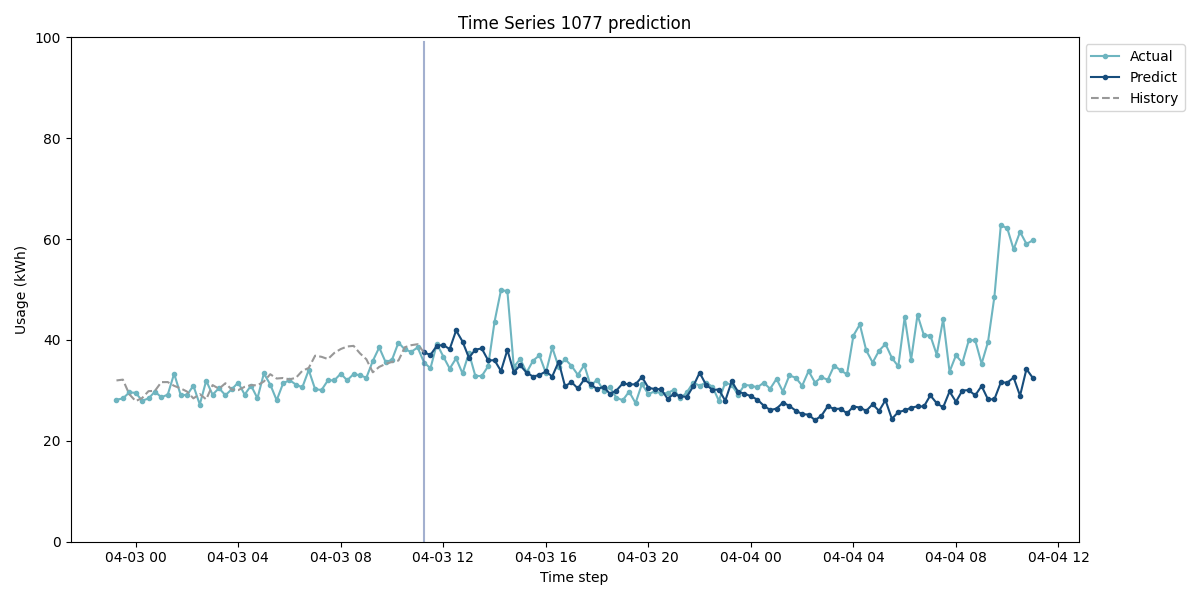 Time Series 1077 prediction
Usage (kWh)
100
80
60
40
20
0
04-03 00
04-03 04
04-03 08
04-03 12
04-03 16
04-03 20
04-04 00
04-04 04
04-04 08
04-04 12
Time step
Actual
Predict
History